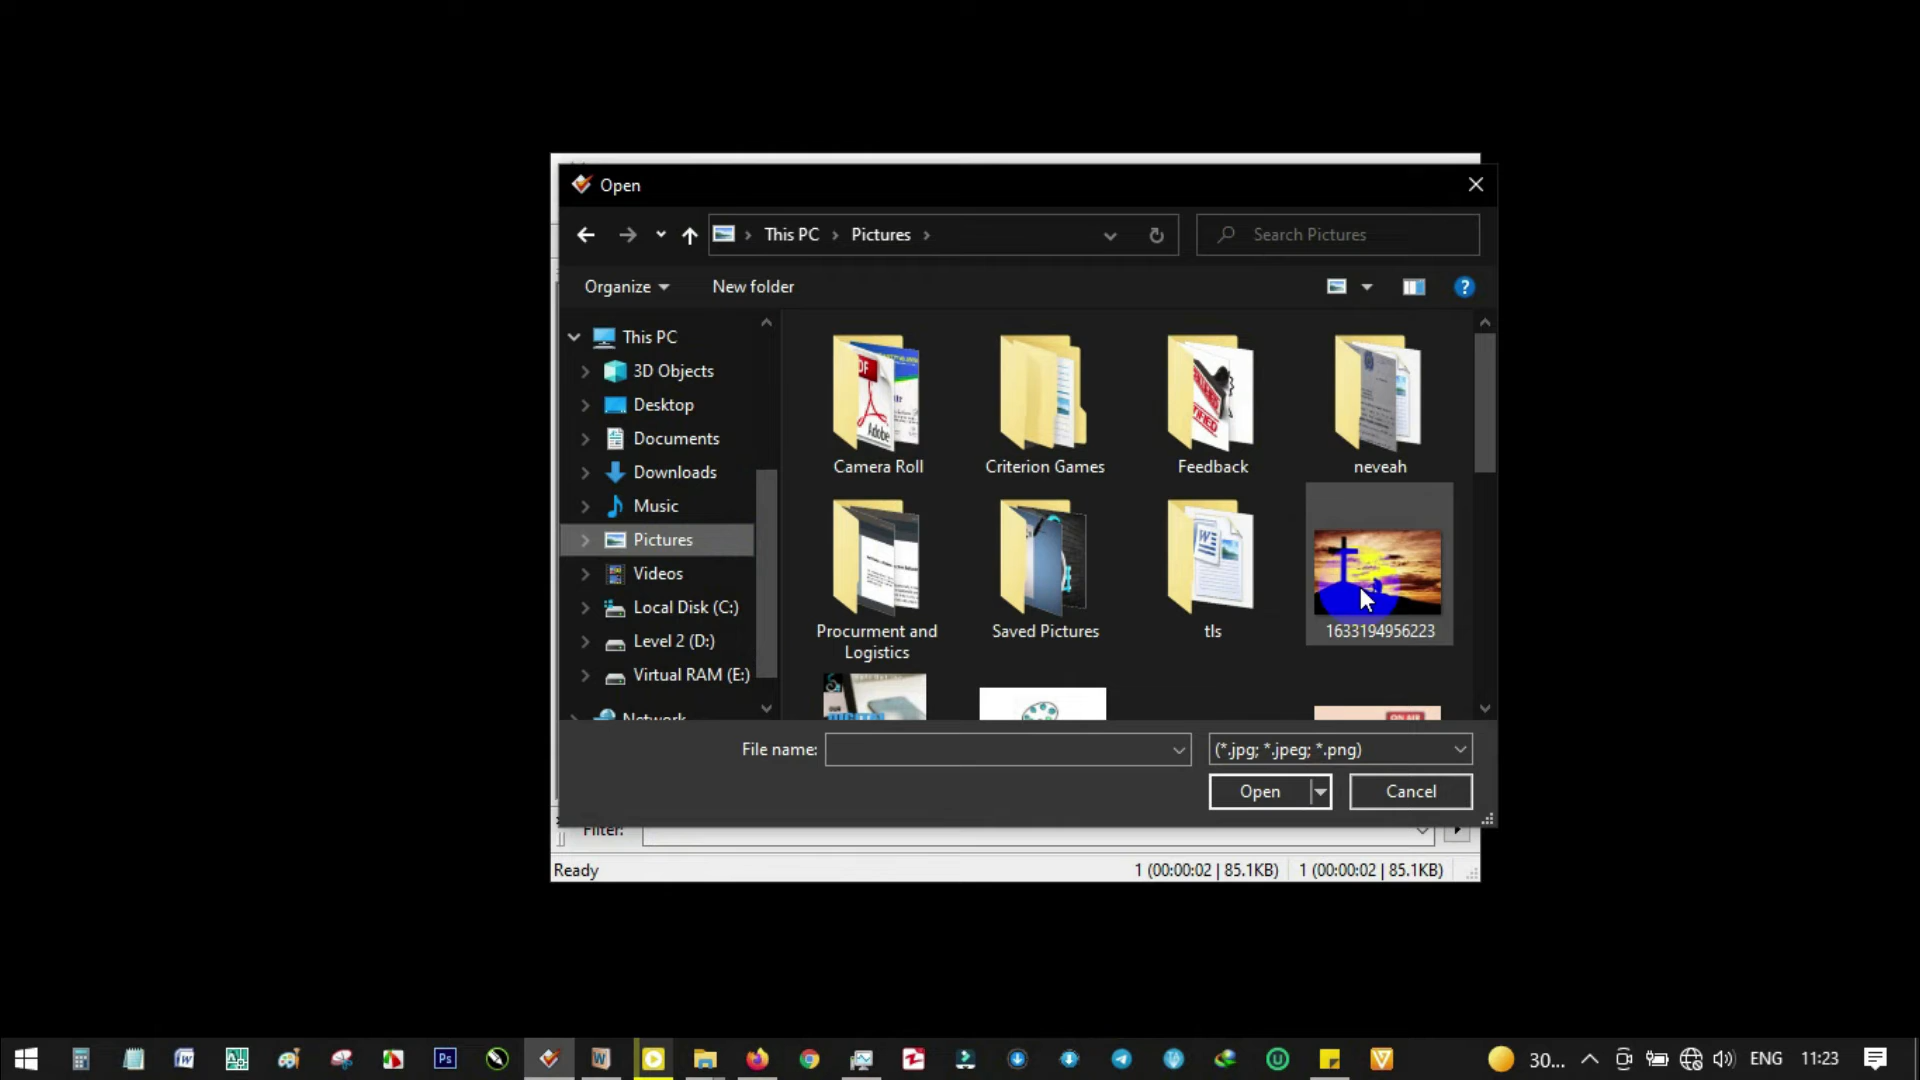 Open
This PC
Pictures
Search Pictures
Organize
New folder
This PC
3D Objects
Desktop
Documents
Downloads
Music
Pictures
Videos
Local Disk (C:)
Level 2 (D:)
Virtual RAM (E:)
Network
Camera Roll
Criterion Games
Feedback
neveah
Procurment and
Logistics
Saved Pictures
tls
1633194956223
ON AIR
File name:
(*.jpg; *.jpeg; *.png)
Open
Cancel
Filter:
Ready
1 (00:00:02 | 85.1KB)
1 (00:00:02 | 85.1KB)
30...
ENG
11:23